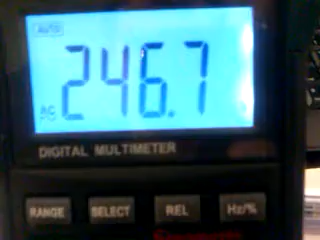 AUTO
AC
246.7
DIGITAL MULTIMETER
RANGE SELECT REL Hz/%